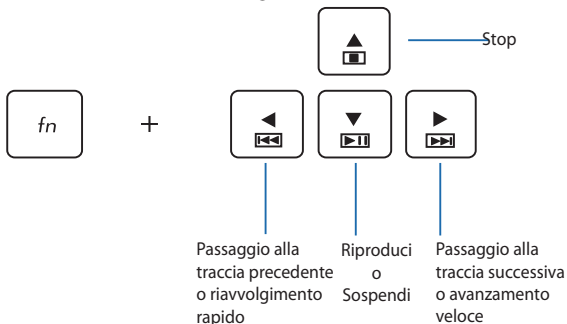 Stop
fn +
Passaggio alla
traccia precedente
o riavvolgimento
rapido
Riproduci
o
Sospendi
Passaggio alla
traccia successiva
o avanzamento
veloce